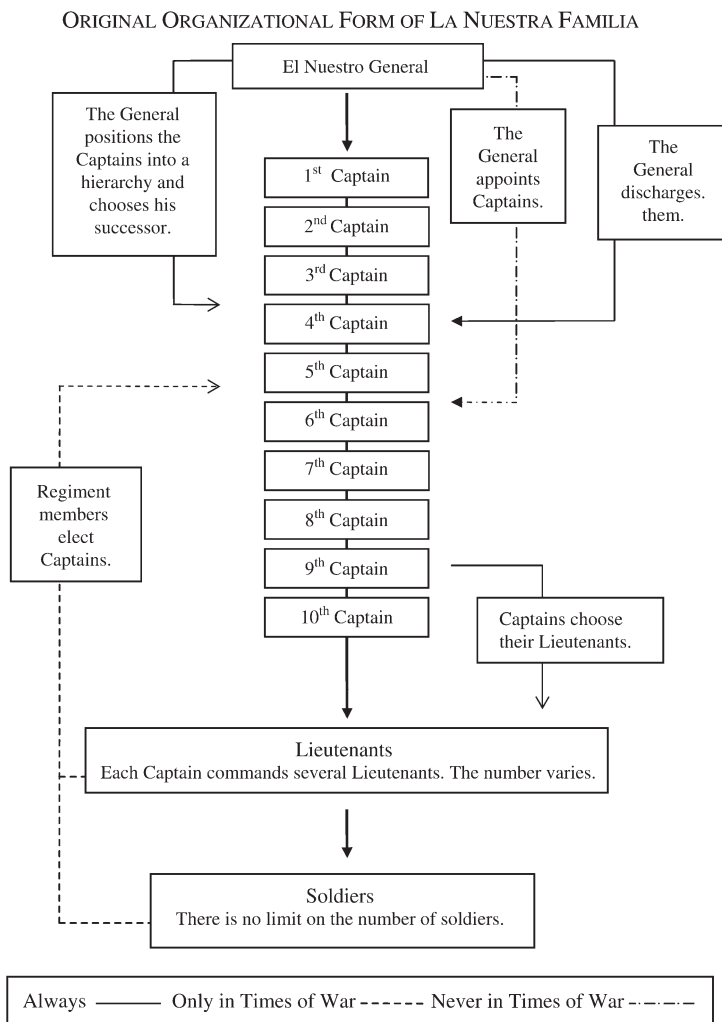 ORIGINAL ORGANIZATIONAL FORM OF LA NUESTRA FAMILIA
El Nuestro General
The General
positions the
Captains into a
hierarchy and
chooses his
successor.
The
General
appoints
Captains.
The
General
discharges.
them.
1st Captain
2nd Captain
3rd Captain
4th Captain
5th Captain
6th Captain
7th Captain
8th Captain
9th Captain
10th Captain
Regiment
members
elect
Captains.
Captains choose
their Lieutenants.
Lieutenants
Each Captain commands several Lieutenants. The number varies.
Soldiers
There is no limit on the number of soldiers.
Always Only in Times of War Never in Times of War